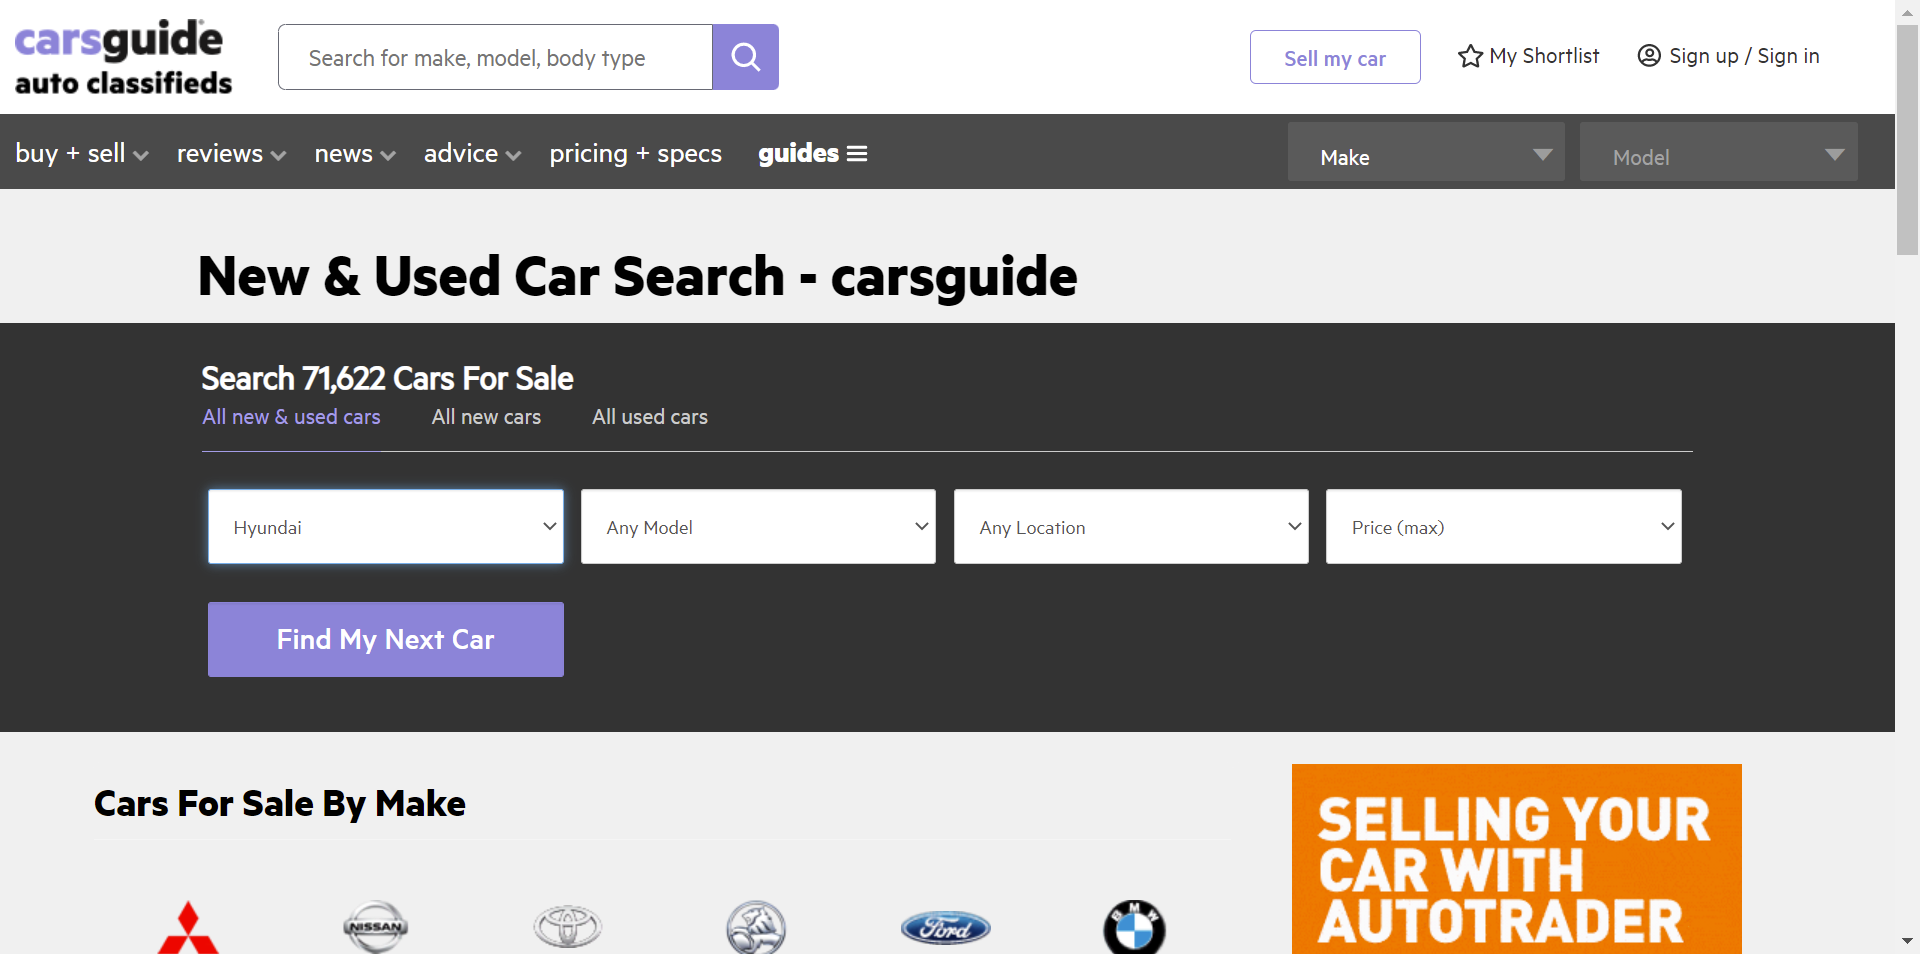 carsguide
auto classifieds
Search for make, model, body type
Sell my car
My Shortlist
Sign up / Sign in
buy + sell
reviews
news
advice
pricing + specs
guides
Make
Model
New & Used Car Search - carsguide
Search 71,622 Cars For Sale
All new & used cars
All new cars
All used cars
Hyundai
Any Model
Any Location
Price (max)
Find My Next Car
Cars For Sale By Make
NISSAN
Ford
BMW
SELLING YOUR
CAR WITH
AUTOTRADER